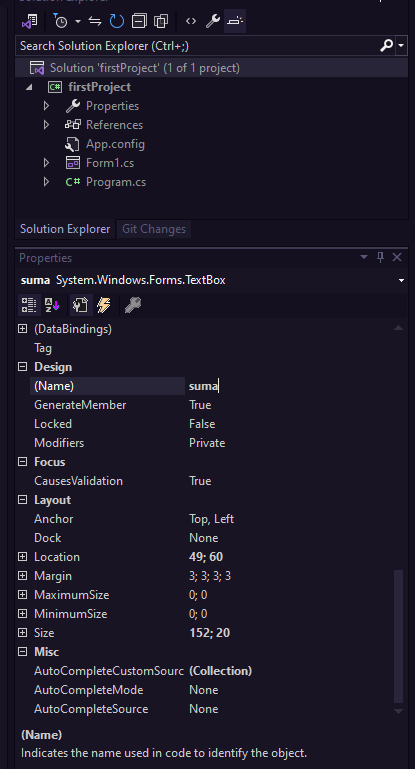 Search Solution Explorer (Ctrl+;)
Solution 'firstProject' (1 of 1 project)
C# firstProject
Properties
References
App.config
Form1.cs
C# Program.cs
Solution Explorer Git Changes
Properties
suma System.Windows.Forms.TextBox
(DataBindings)
Tag
Design
(Name) suma
GenerateMember True
Locked False
Modifiers Private
Focus
CausesValidation True
Layout
Anchor Top, Left
Dock None
Location 49; 60
Margin 3; 3; 3; 3
MaximumSize 0; 0
MinimumSize 0; 0
Size 152; 20
Misc
AutoCompleteCustomSourc (Collection)
AutoCompleteMode None
AutoCompleteSource None
(Name)
Indicates the name used in code to identify the object.